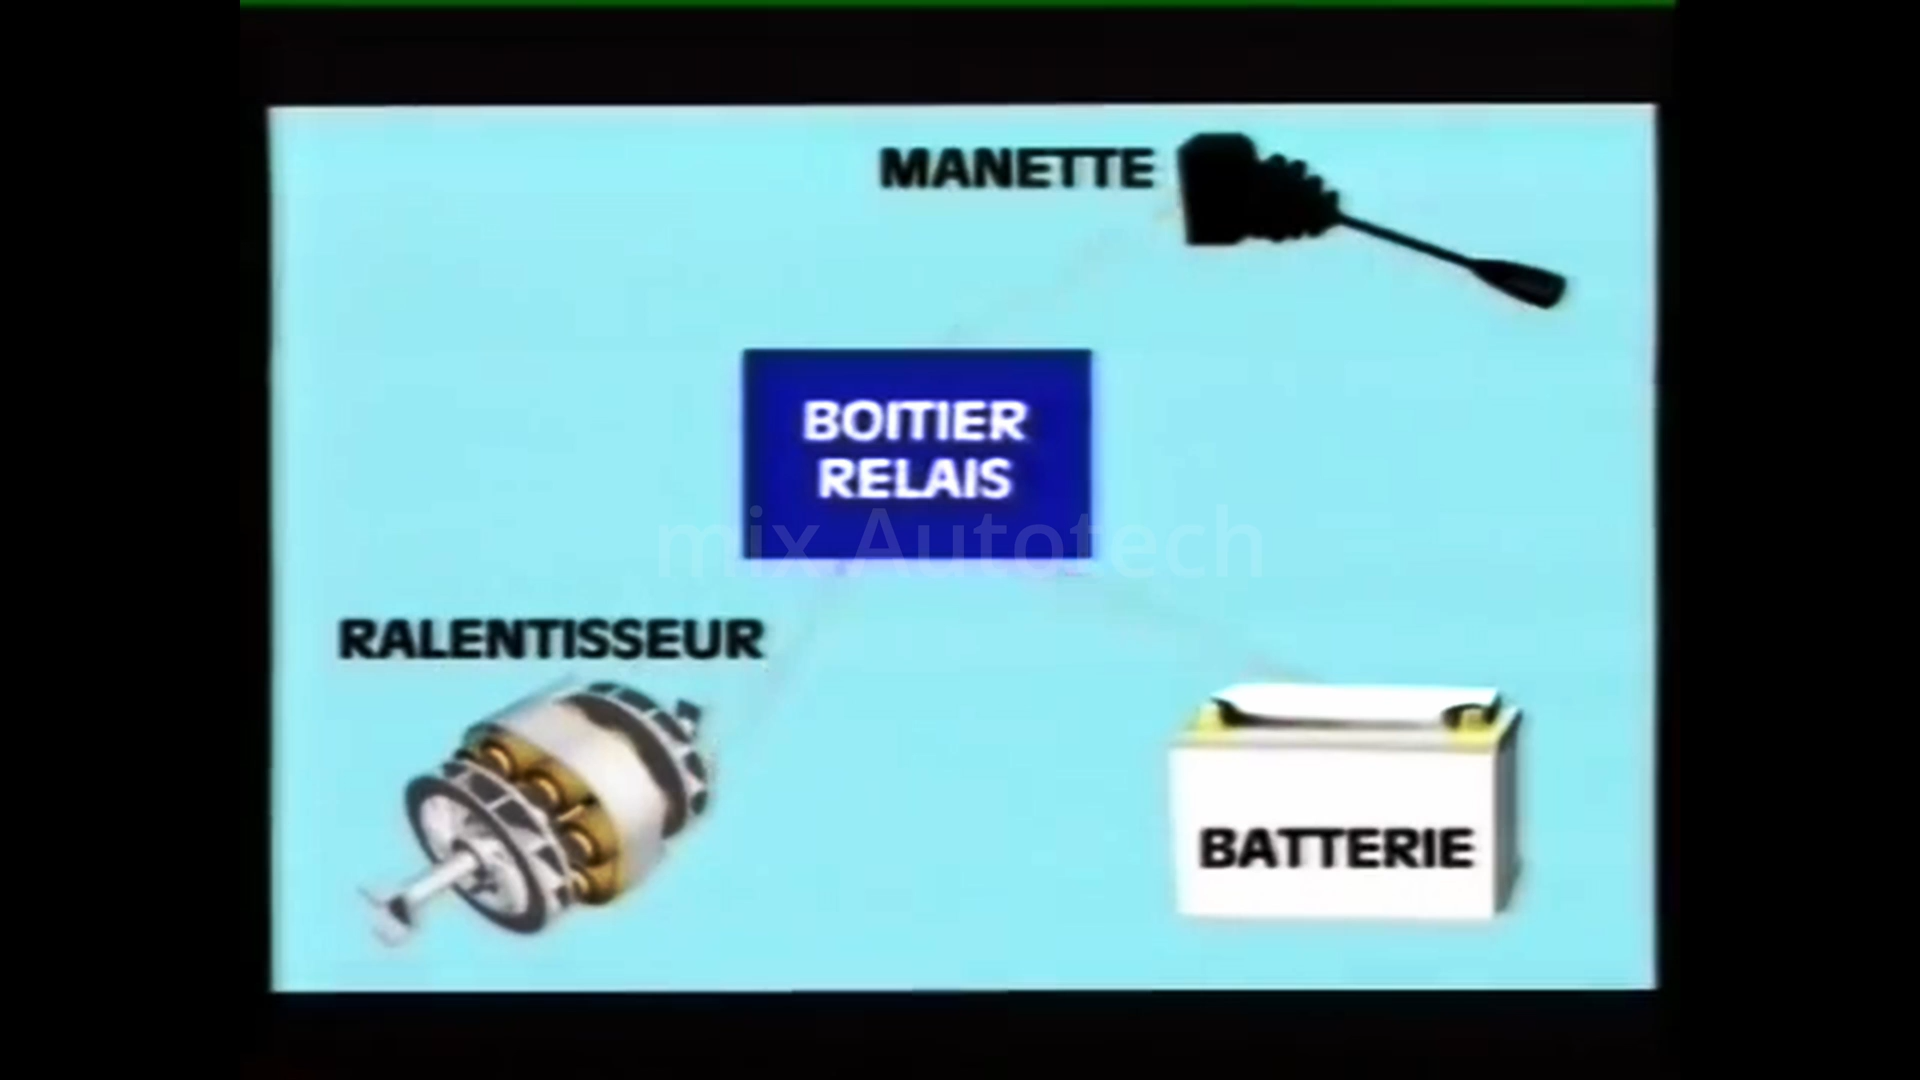 MANETTE
BOITIER
RELAIS
mix Autotech
RALENTISSEUR
BATTERIE